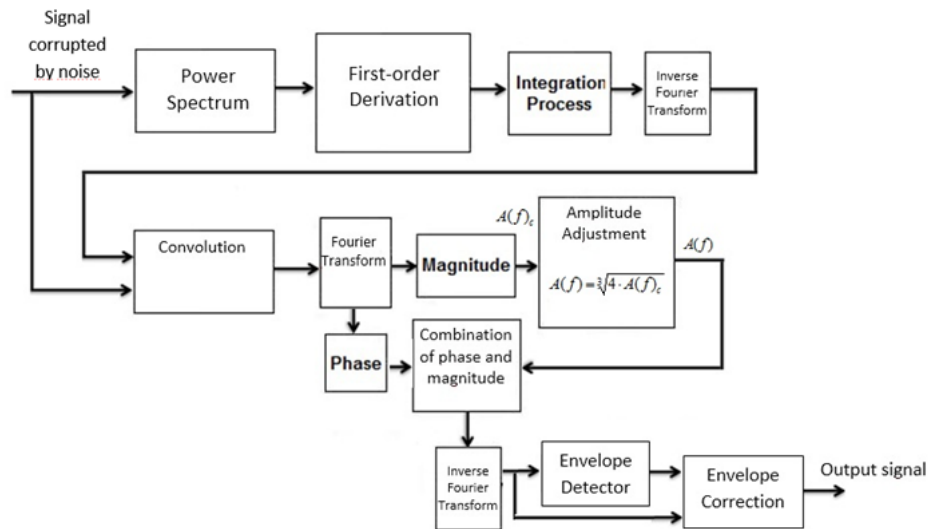 Signal
corrupted
by noise
Power
Spectrum
First-order
Derivation
Integration
Process
Inverse
Fourier
Transform
Convolution
Fourier
Transform
Magnitude
A(f)c
Amplitude
Adjustment
A(f)=∛4·A(f)c
A(f)
Phase
Combination
of phase and
magnitude
Inverse
Fourier
Transform
Envelope
Detector
Envelope
Correction
Output signal